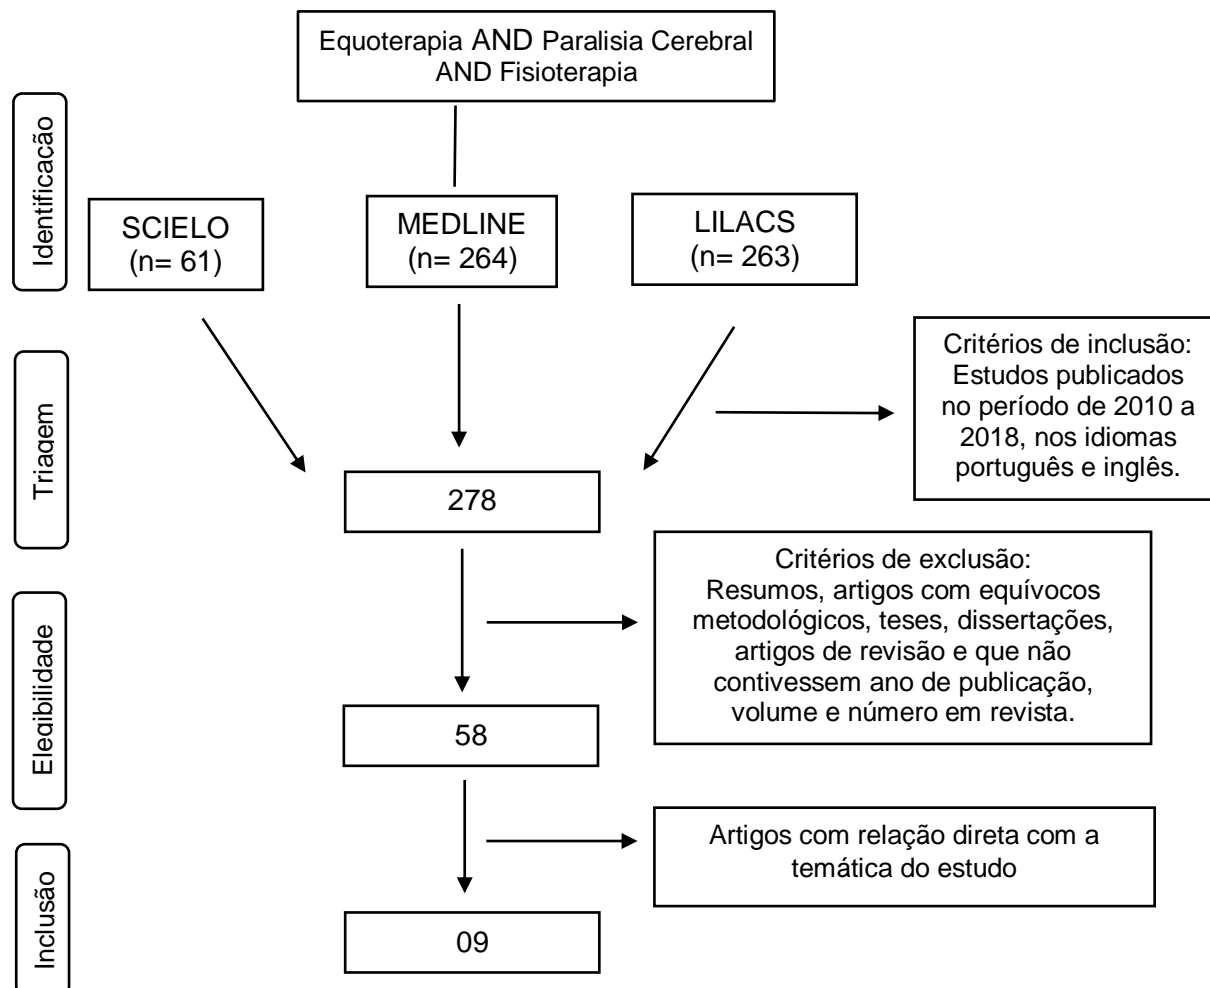 Equoterapia AND Paralisia Cerebral
AND Fisioterapia
Identificação
SCIELO
(n= 61)
MEDLINE
(n= 264)
LILACS
(n= 263)
Critérios de inclusão:
Estudos publicados
no período de 2010 a
2018, nos idiomas
português e inglês.
Triagem
278
Critérios de exclusão:
Resumos, artigos com equívocos
metodológicos, teses, dissertações,
artigos de revisão e que não
contivessem ano de publicação,
volume e número em revista.
Elegibilidade
58
Artigos com relação direta com a
temática do estudo
Inclusão
09